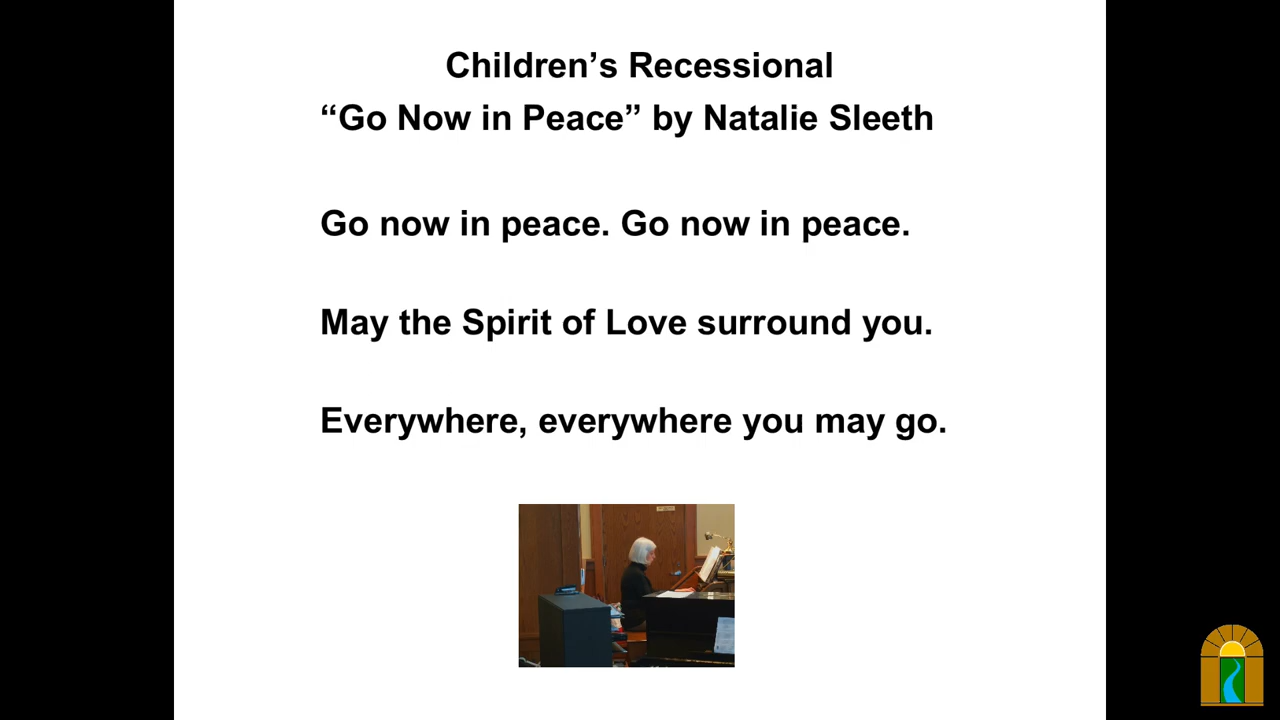 Children’s Recessional
“Go Now in Peace” by Natalie Sleeth
Go now in peace. Go now in peace.
May the Spirit of Love surround you.
Everywhere, everywhere you may go.